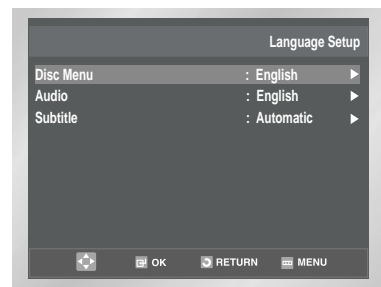 Language Setup
Disc Menu : English ►
Audio : English ►
Subtitle : Automatic ►
OK RETURN MENU